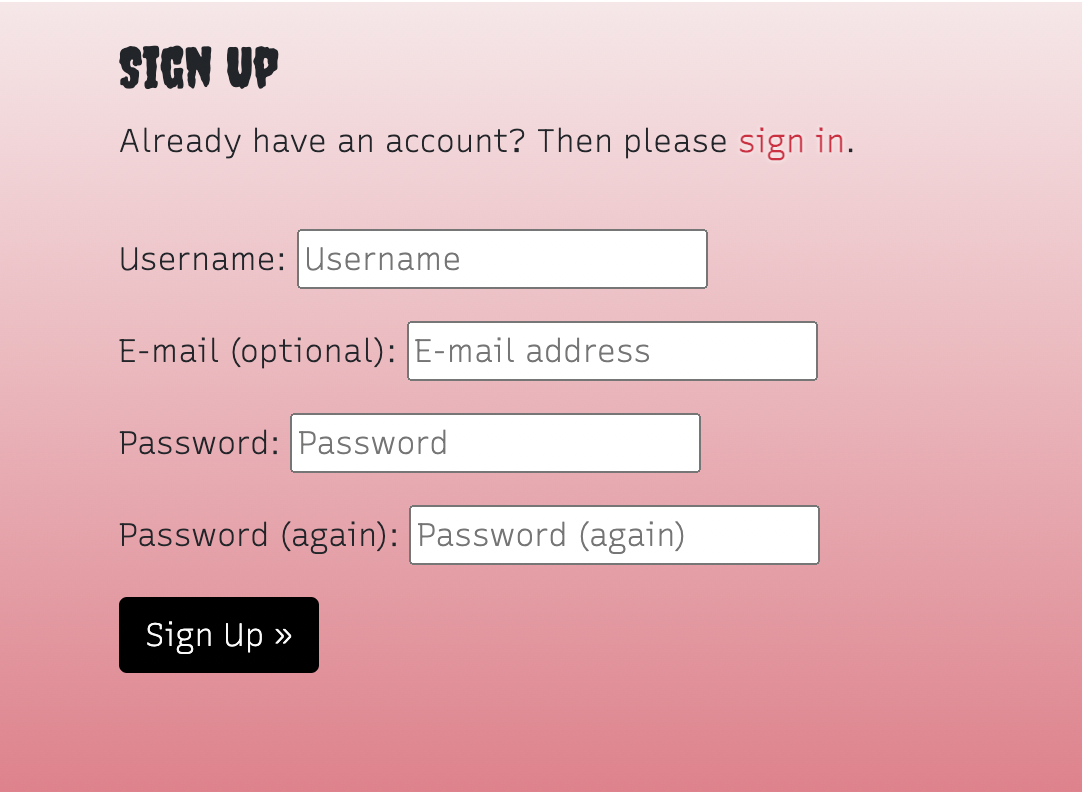 SIGN UP
Already have an account? Then please sign in.
Username: Username
E-mail (optional): E-mail address
Password: Password
Password (again): Password (again)
Sign Up »